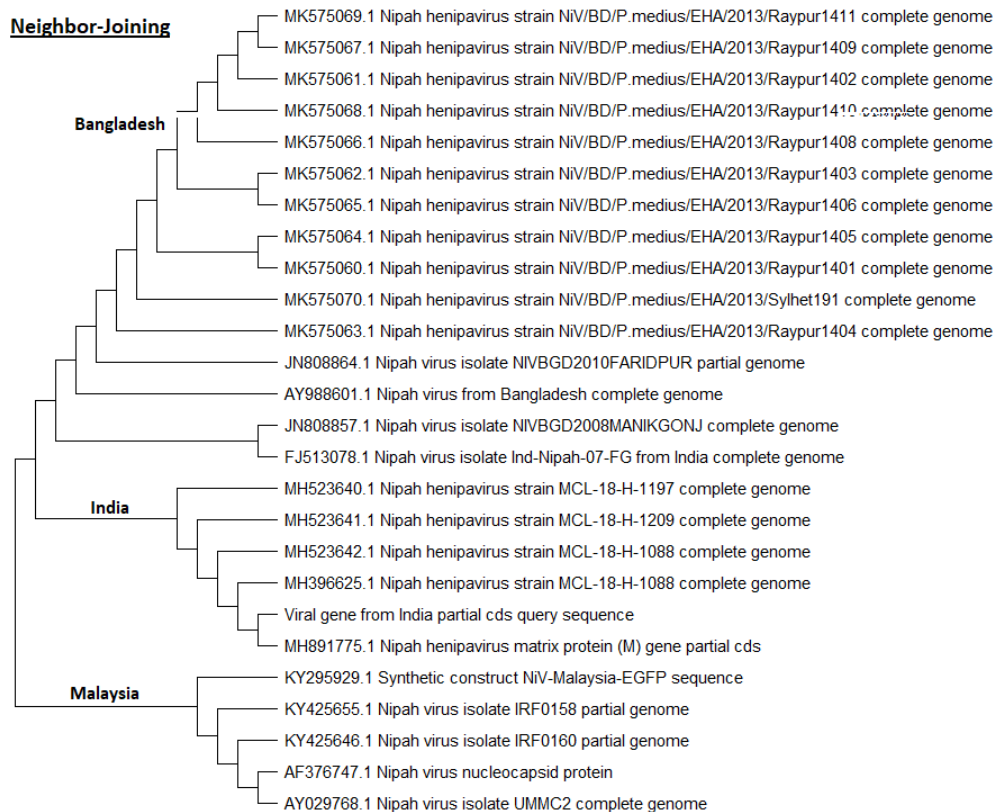 Neighbor-Joining
MK575069.1 Nipah henipavirus strain NiV/BD/P.medius/EHA/2013/Raypur1411 complete genome
MK575067.1 Nipah henipavirus strain NiV/BD/P.medius/EHA/2013/Raypur1409 complete genome
MK575061.1 Nipah henipavirus strain NiV/BD/P.medius/EHA/2013/Raypur1402 complete genome
MK575068.1 Nipah henipavirus strain NiV/BD/P.medius/EHA/2013/Raypur1410 complete genome
Bangladesh
MK575066.1 Nipah henipavirus strain NiV/BD/P.medius/EHA/2013/Raypur1408 complete genome
MK575062.1 Nipah henipavirus strain NiV/BD/P.medius/EHA/2013/Raypur1403 complete genome
MK575065.1 Nipah henipavirus strain NiV/BD/P.medius/EHA/2013/Raypur1406 complete genome
MK575064.1 Nipah henipavirus strain NiV/BD/P.medius/EHA/2013/Raypur1405 complete genome
MK575060.1 Nipah henipavirus strain NiV/BD/P.medius/EHA/2013/Raypur1401 complete genome
MK575070.1 Nipah henipavirus strain NiV/BD/P.medius/EHA/2013/Sylhet191 complete genome
MK575063.1 Nipah henipavirus strain NiV/BD/P.medius/EHA/2013/Raypur1404 complete genome
JN808864.1 Nipah virus isolate NIVBGD2010FARIDPUR partial genome
AY988601.1 Nipah virus from Bangladesh complete genome
JN808857.1 Nipah virus isolate NIVBGD2008MANIKGONJ complete genome
FJ513078.1 Nipah virus isolate Ind-Nipah-07-FG from India complete genome
MH523640.1 Nipah henipavirus strain MCL-18-H-1197 complete genome
India
MH523641.1 Nipah henipavirus strain MCL-18-H-1209 complete genome
MH523642.1 Nipah henipavirus strain MCL-18-H-1088 complete genome
MH396625.1 Nipah henipavirus strain MCL-18-H-1088 complete genome
Viral gene from India partial cds query sequence
MH891775.1 Nipah henipavirus matrix protein (M) gene partial cds
KY295929.1 Synthetic construct NiV-Malaysia-EGFP sequence
Malaysia
KY425655.1 Nipah virus isolate IRF0158 partial genome
KY425646.1 Nipah virus isolate IRF0160 partial genome
AF376747.1 Nipah virus nucleocapsid protein
AY029768.1 Nipah virus isolate UMMC2 complete genome